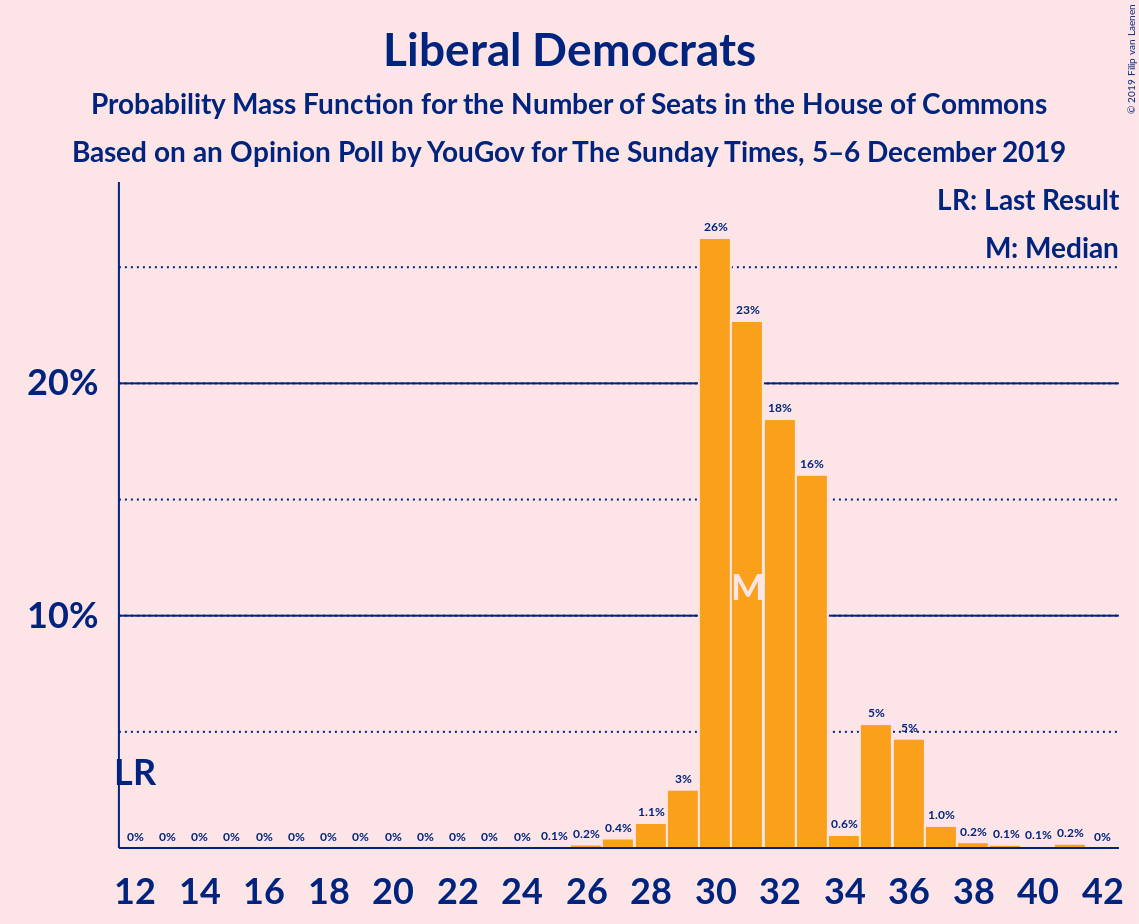 © 2019 Filip van Laenen
Liberal Democrats
Probability Mass Function for the Number of Seats in the House of Commons
Based on an Opinion Poll by YouGov for The Sunday Times, 5–6 December 2019
LR: Last Result
M: Median
26%
23%
20%
18%
16%
10%
M
5%
5%
LR
3%
1.1%
1.0%
0.6%
0% 0% 0% 0% 0% 0% 0% 0% 0% 0% 0% 0% 0% 0.1% 0.2% 0.4% 0.2% 0.1% 0.1% 0.2% 0%
12 14 16 18 20 22 24 26 28 30 32 34 36 38 40 42